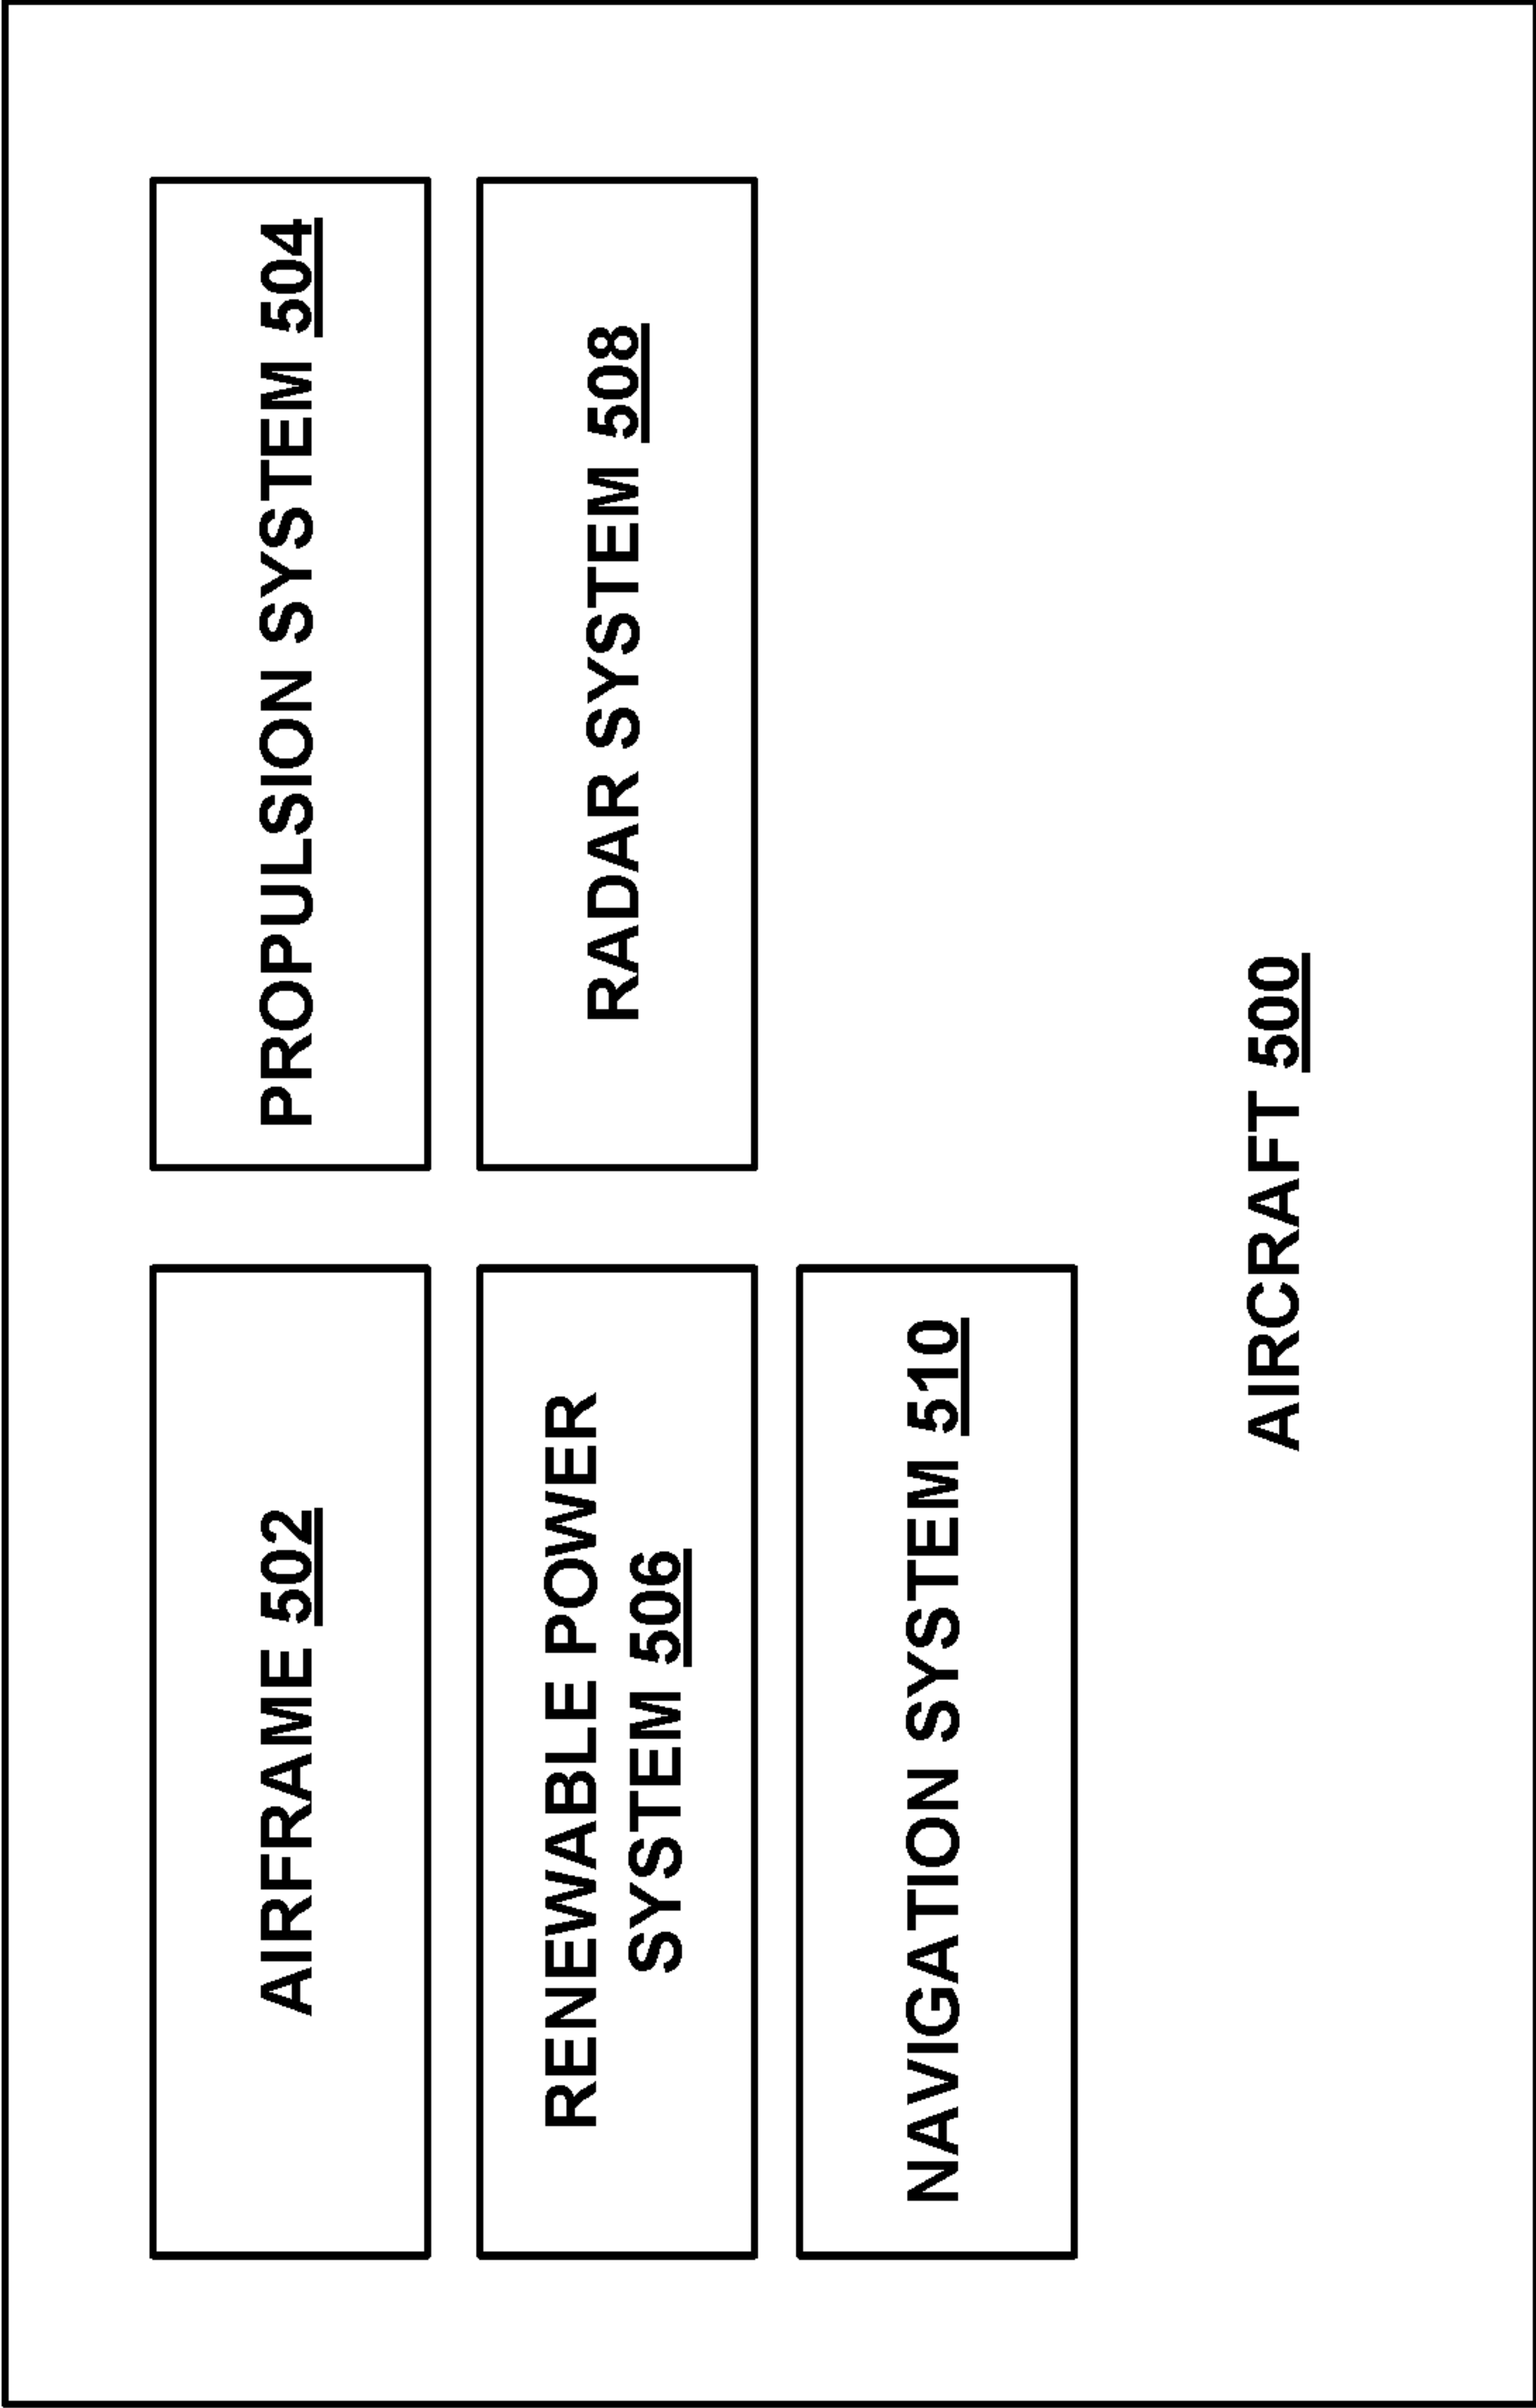 AIRFRAME 502
PROPULSION SYSTEM 504
RENEWABLE POWER
SYSTEM 506
RADAR SYSTEM 508
NAVIGATION SYSTEM 510
AIRCRAFT 500